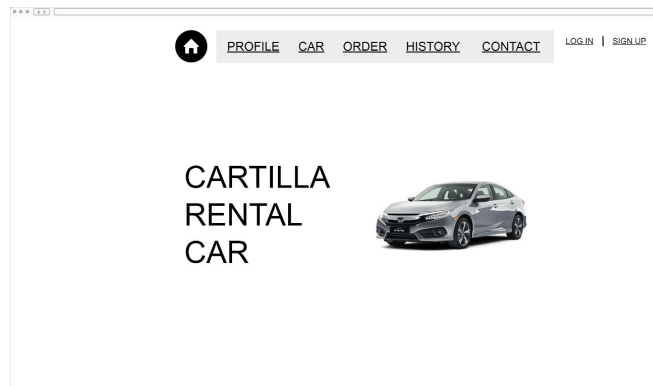 PROFILE CAR ORDER HISTORY CONTACT LOG IN | SIGN UP
CARTILLA
RENTAL
CAR